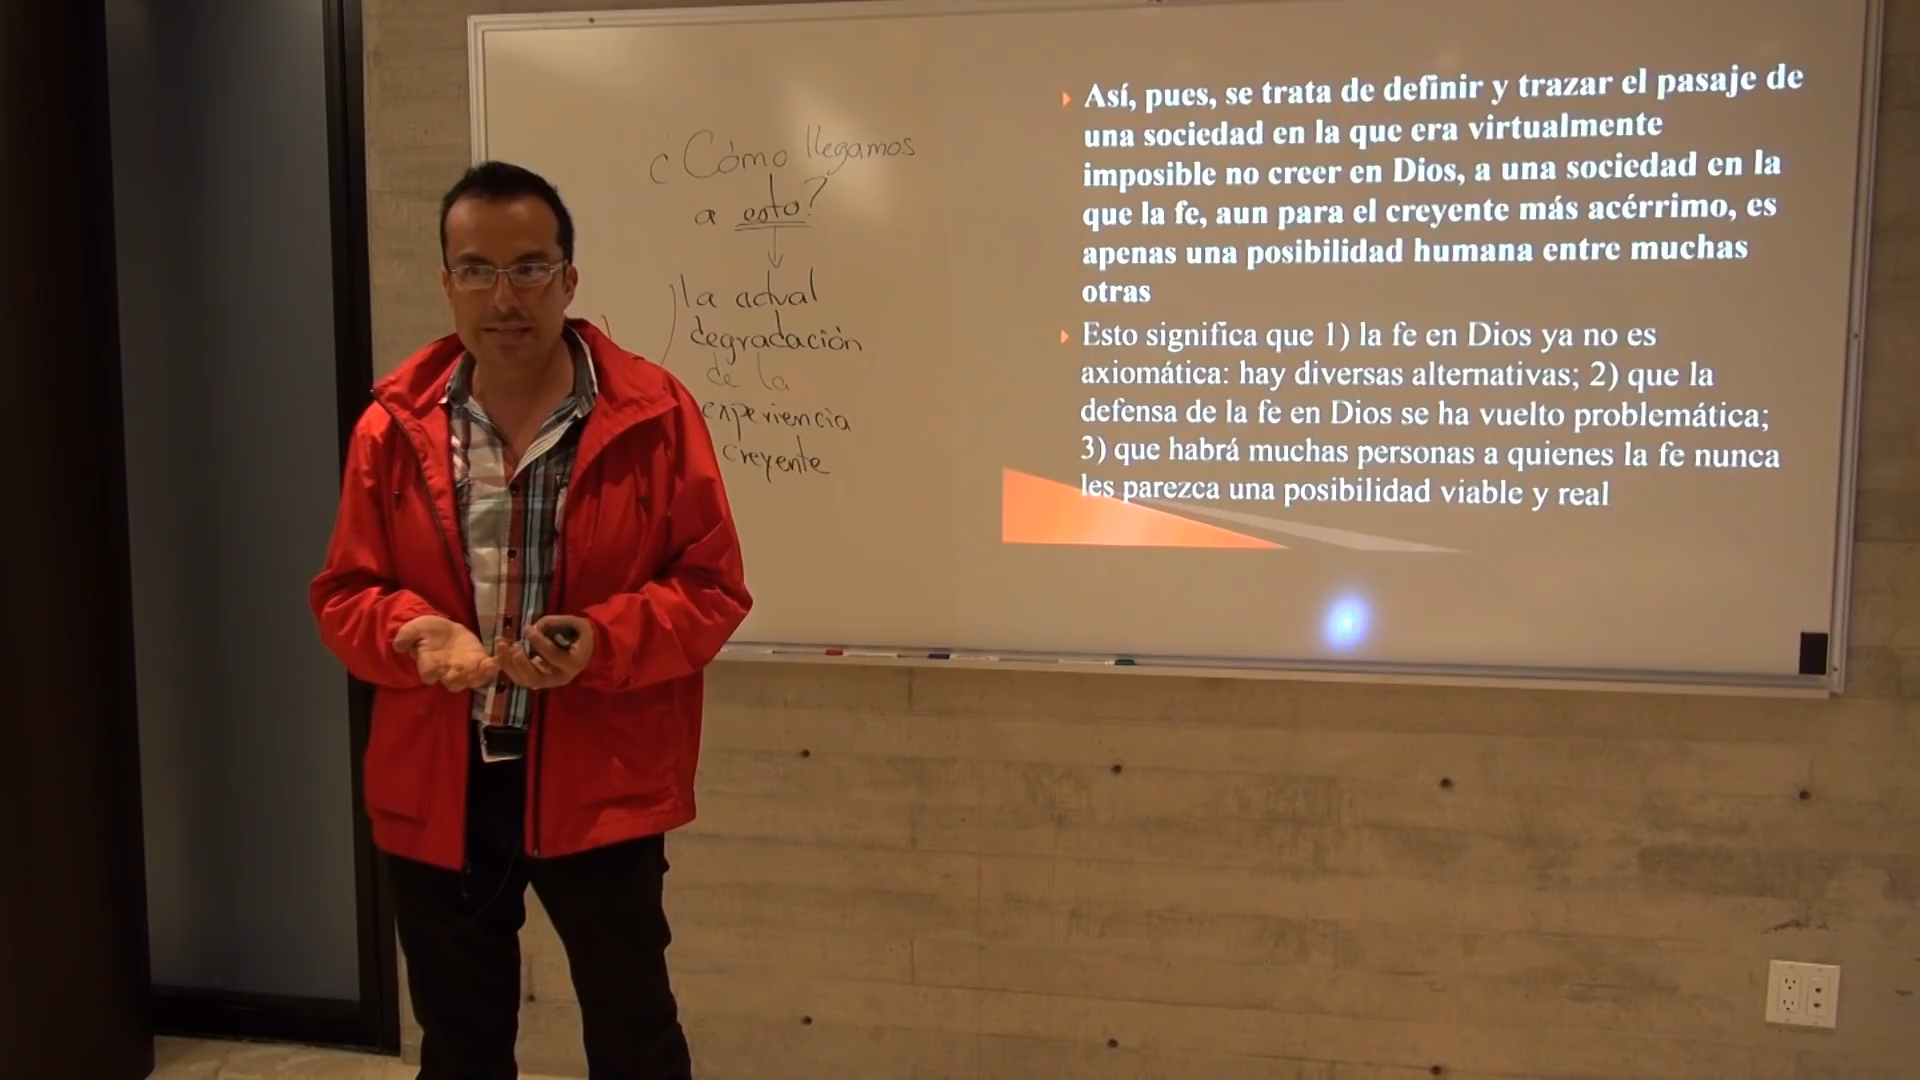 ¿Cómo llegamos
a esto?
la actual
degradación
de la
experiencia
creyente
Así, pues, se trata de definir y trazar el pasaje de
una sociedad en la que era virtualmente
imposible no creer en Dios, a una sociedad en la
que la fe, aun para el creyente más acérrimo, es
apenas una posibilidad humana entre muchas
otras
Esto significa que 1) la fe en Dios ya no es
axiomática: hay diversas alternativas; 2) que la
defensa de la fe en Dios se ha vuelto problemática;
3) que habrá muchas personas a quienes la fe nunca
les parezca una posibilidad viable y real